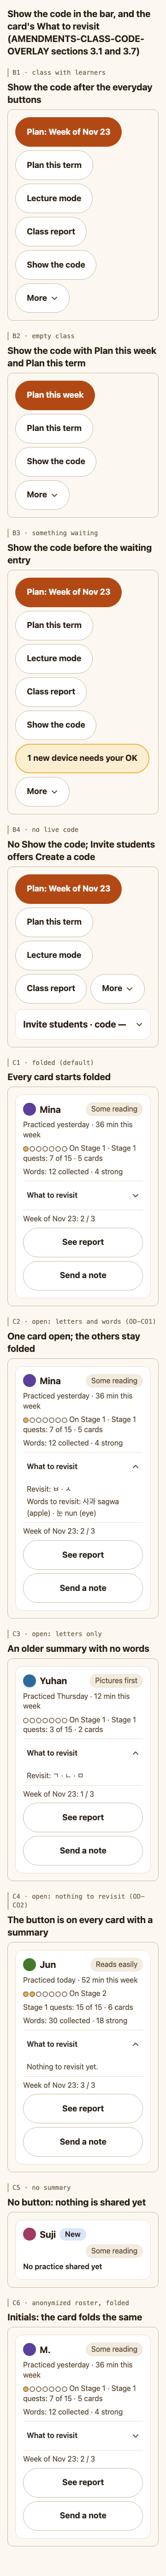 Show the code in the bar, and the
card's What to revisit
(AMENDMENTS-CLASS-CODE-
OVERLAY sections 3.1 and 3.7)
B1 · class with learners
Show the code after the everyday
buttons
Plan: Week of Nov 23
Plan this term
Lecture mode
Class report
Show the code
More
B2 · empty class
Show the code with Plan this week
and Plan this term
Plan this week
Plan this term
Show the code
More
B3 · something waiting
Show the code before the waiting
entry
Plan: Week of Nov 23
Plan this term
Lecture mode
Class report
Show the code
1 new device needs your OK
More
B4 · no live code
No Show the code; Invite students
offers Create a code
Plan: Week of Nov 23
Plan this term
Lecture mode
Class report
More
Invite students · code —
C1 · folded (default)
Every card starts folded
Mina
Some reading
Practiced yesterday · 36 min this
week
On Stage 1 · Stage 1
quests: 7 of 15 · 5 cards
Words: 12 collected · 4 strong
What to revisit
Week of Nov 23: 2 / 3
See report
Send a note
C2 · open: letters and words (OD-CO1)
One card open; the others stay
folded
Mina
Some reading
Practiced yesterday · 36 min this
week
On Stage 1 · Stage 1
quests: 7 of 15 · 5 cards
Words: 12 collected · 4 strong
What to revisit
Revisit: ㅂ · ㅅ
Words to revisit: 사과 sagwa
(apple) · 눈 nun (eye)
Week of Nov 23: 2 / 3
See report
Send a note
C3 · open: letters only
An older summary with no words
Yuhan
Pictures first
Practiced Thursday · 12 min this
week
On Stage 1 · Stage 1
quests: 3 of 15 · 2 cards
What to revisit
Revisit: ㄱ · ㄴ · ㅁ
Week of Nov 23: 1 / 3
See report
Send a note
C4 · open: nothing to revisit (OD-
CO2)
The button is on every card with a
summary
Jun
Reads easily
Practiced today · 52 min this week
On Stage 2
Stage 1 quests: 15 of 15 · 6 cards
Words: 30 collected · 18 strong
What to revisit
Nothing to revisit yet.
Week of Nov 23: 3 / 3
See report
Send a note
C5 · no summary
No button: nothing is shared yet
Suji
New
Some reading
No practice shared yet
C6 · anonymized roster, folded
Initials: the card folds the same
M.
Some reading
Practiced yesterday · 36 min this
week
On Stage 1 · Stage 1
quests: 7 of 15 · 5 cards
Words: 12 collected · 4 strong
What to revisit
Week of Nov 23: 2 / 3
See report
Send a note